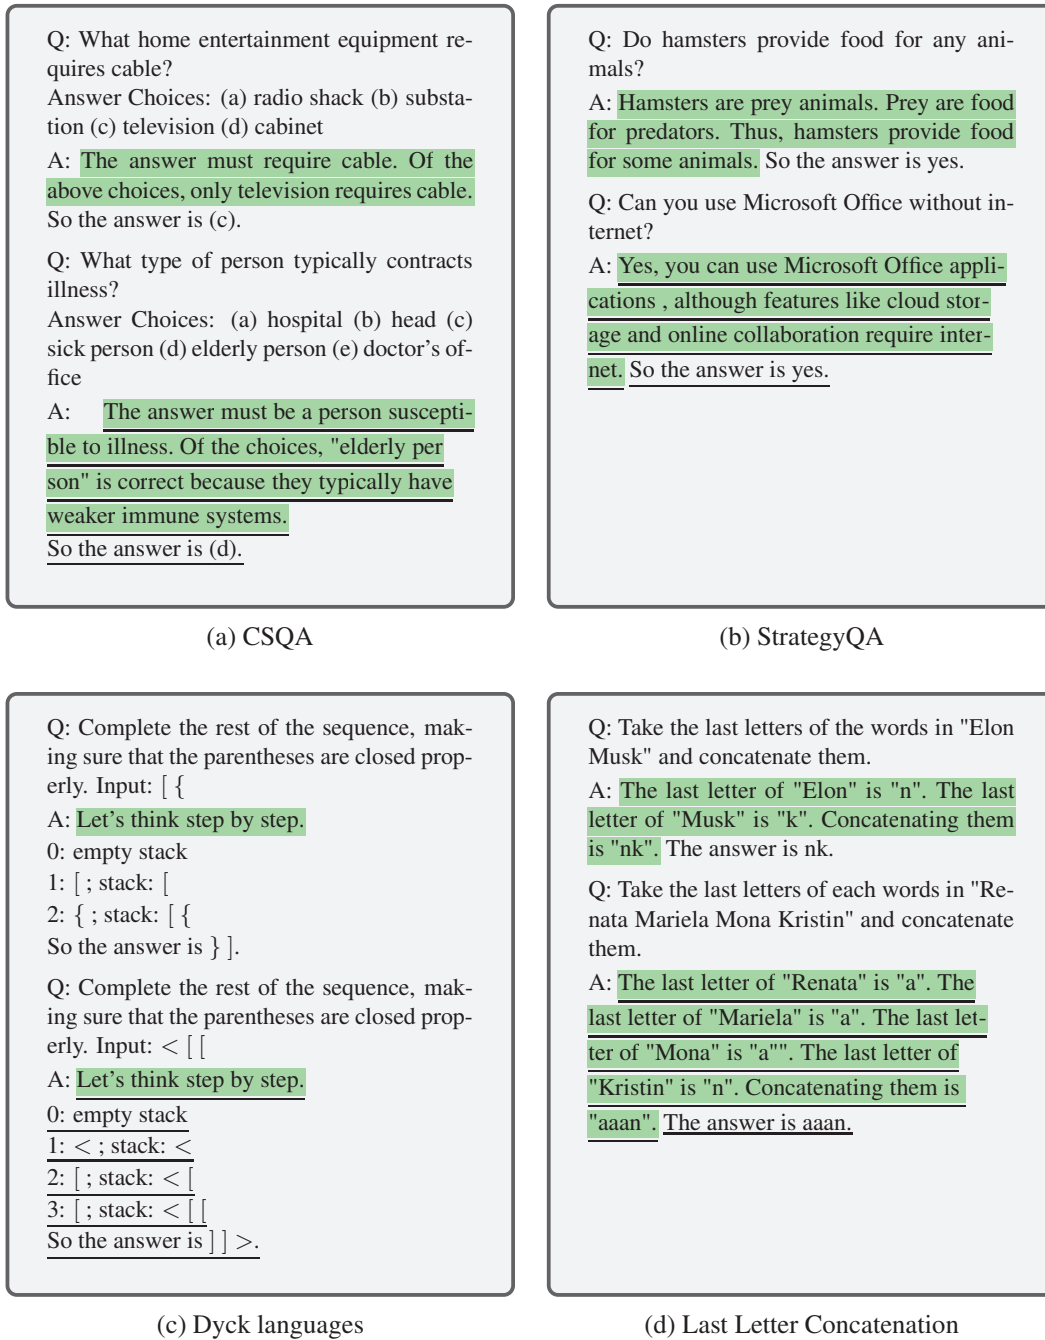 Q: What home entertainment equipment re-
quires cable?
Answer Choices: (a) radio shack (b) substa-
tion (c) television (d) cabinet
A: The answer must require cable. Of the
above choices, only television requires cable.
So the answer is (c).
Q: What type of person typically contracts
illness?
Answer Choices: (a) hospital (b) head (c)
sick person (d) elderly person (e) doctor's of-
fice
A: The answer must be a person suscepti-
ble to illness. Of the choices, "elderly per
son" is correct because they typically have
weaker immune systems.
So the answer is (d).
(a) CSQA
Q: Do hamsters provide food for any ani-
mals?
A: Hamsters are prey animals. Prey are food
for predators. Thus, hamsters provide food
for some animals. So the answer is yes.
Q: Can you use Microsoft Office without in-
ternet?
A: Yes, you can use Microsoft Office appli-
cations , although features like cloud stor-
age and online collaboration require inter-
net. So the answer is yes.
(b) StrategyQA
Q: Complete the rest of the sequence, mak-
ing sure that the parentheses are closed prop-
erly. Input: [ {
A: Let's think step by step.
0: empty stack
1: [ ; stack: [
2: { ; stack: [ {
So the answer is } ].
Q: Complete the rest of the sequence, mak-
ing sure that the parentheses are closed prop-
erly. Input: < [ [
A: Let's think step by step.
0: empty stack
1: < ; stack: <
2: [ ; stack: < [
3: [ ; stack: < [ [
So the answer is ] ] >.
(c) Dyck languages
Q: Take the last letters of the words in "Elon
Musk" and concatenate them.
A: The last letter of "Elon" is "n". The last
letter of "Musk" is "k". Concatenating them
is "nk". The answer is nk.
Q: Take the last letters of each words in "Re-
nata Mariela Mona Kristin" and concatenate
them.
A: The last letter of "Renata" is "a". The
last letter of "Mariela" is "a". The last let-
ter of "Mona" is "a"". The last letter of
"Kristin" is "n". Concatenating them is
"aaan". The answer is aaan.
(d) Last Letter Concatenation